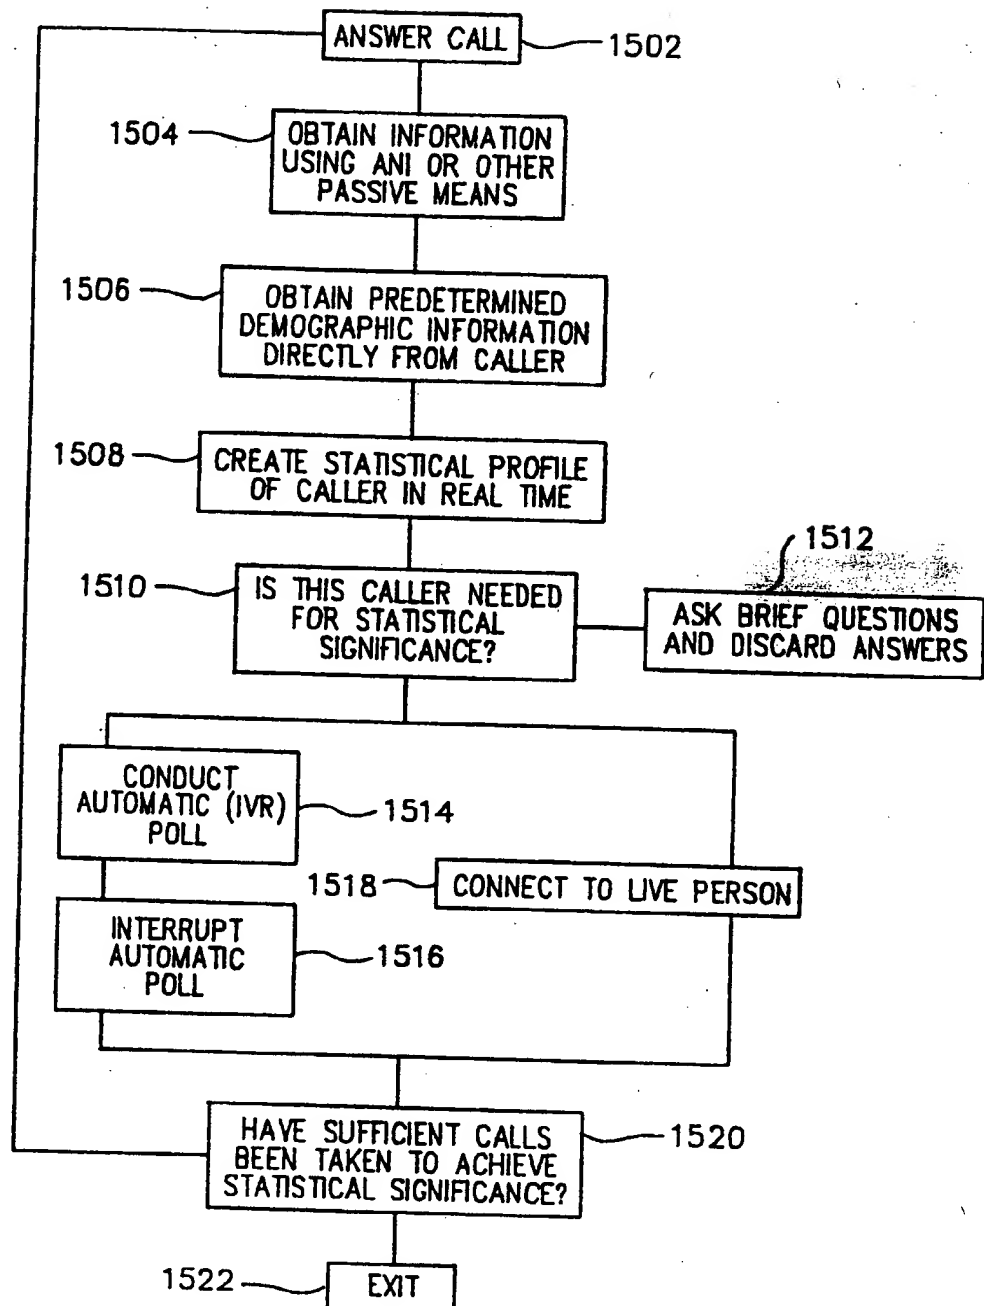 ANSWER CALL
1502
1504
OBTAIN INFORMATION
USING ANI OR OTHER
PASSIVE MEANS
1506
OBTAIN PREDETERMINED
DEMOGRAPHIC INFORMATION
DIRECTLY FROM CALLER
1508
CREATE STATISTICAL PROFILE
OF CALLER IN REAL TIME
1510
IS THIS CALLER NEEDED
FOR STATISTICAL
SIGNIFICANCE?
1512
ASK BRIEF QUESTIONS
AND DISCARD ANSWERS
CONDUCT
AUTOMATIC (IVR)
POLL
1514
1518
CONNECT TO LIVE PERSON
INTERRUPT
AUTOMATIC
POLL
1516
HAVE SUFFICIENT CALLS
BEEN TAKEN TO ACHIEVE
STATISTICAL SIGNIFICANCE?
1520
1522
EXIT